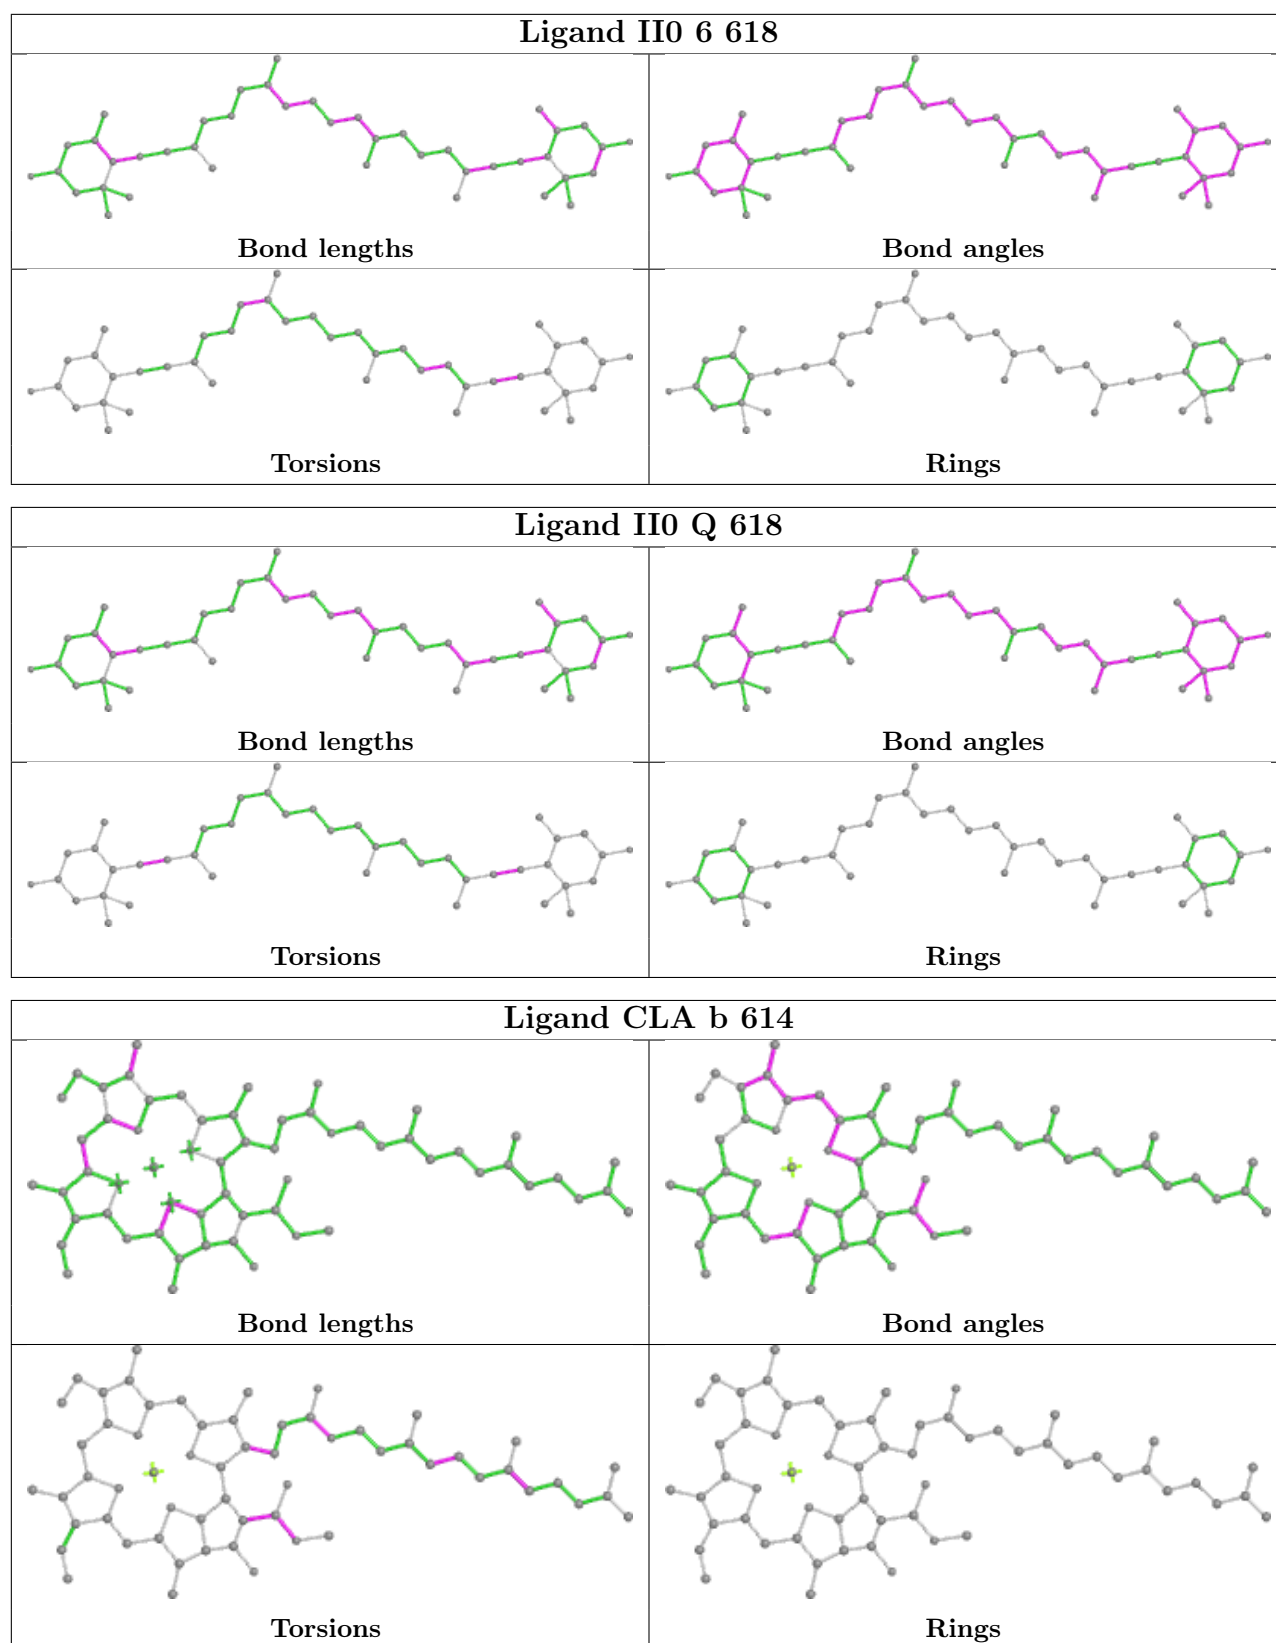 Ligand II0 6 618
Bond lengths
Bond angles
Torsions
Rings
Ligand II0 Q 618
Bond lengths
Bond angles
Torsions
Rings
Ligand CLA b 614
Bond lengths
Bond angles
Torsions
Rings